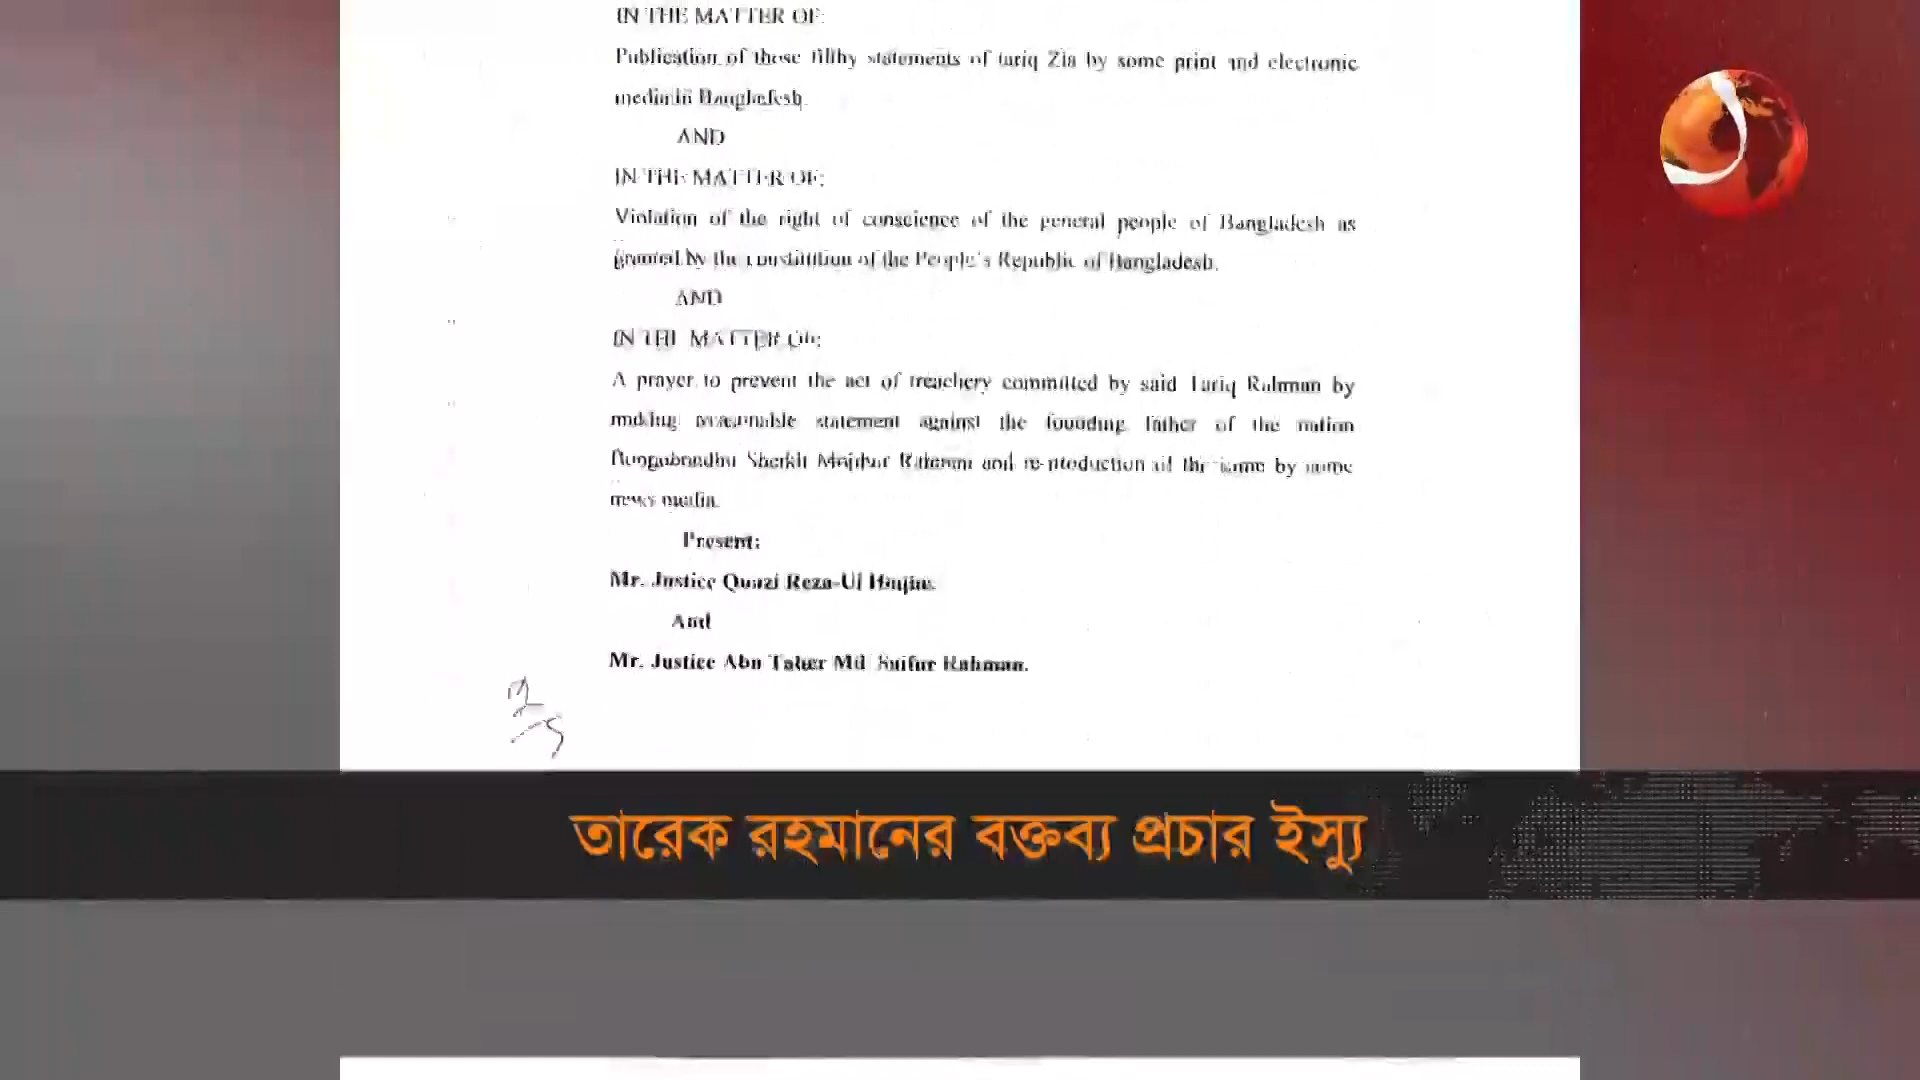 IN THE MATTER OF:
Publication of those filthy statements of tariq Zia by some print and electronic
media in Bangladesh.
AND
IN THE MATTER OF:
Violation of the right of conscience of the general people of Bangladesh as
granted by the constitution of the People's Republic of Bangladesh.
AND
IN THE MATTER OF:
A prayer to prevent the act of treachery committed by said Tariq Rahman by
making statement against the founding father of the nation
Bangabandhu Sheikh Mujibur Rahman and re-production of the same by some
news media.
Present:
Mr. Justice Quazi Reza-Ul Hoque.
And
Mr. Justice Abu Taher Md. Saifur Rahman.
তারেক রহমানের বক্তব্য প্রচার ইস্যু